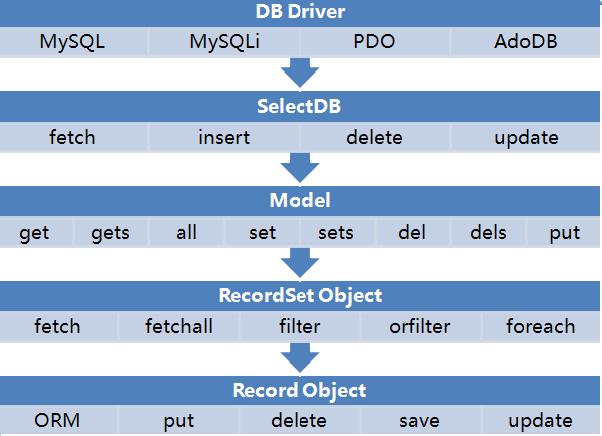 DB Driver
MySQL MySQLi PDO AdoDB
SelectDB
fetch insert delete update
Model
get gets all set sets del dels put
RecordSet Object
fetch fetchall filter orfilter foreach
Record Object
ORM put delete save update